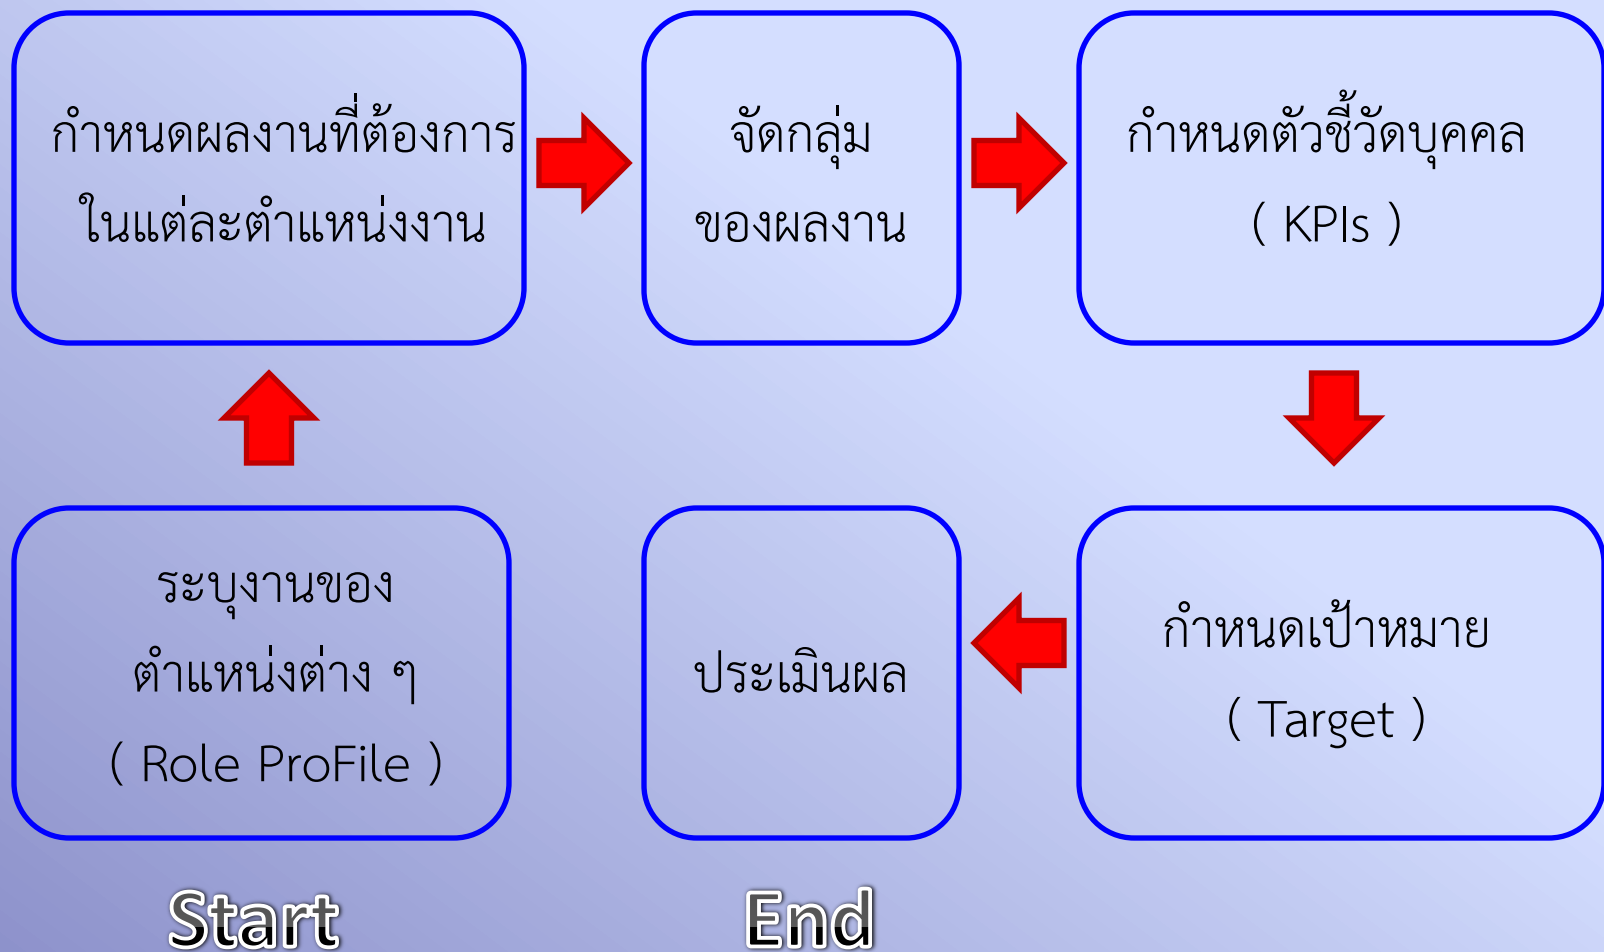 กำหนดผลงานที่ต้องการ
ในแต่ละตำแหน่งงาน
จัดกลุ่ม
ของผลงาน
กำหนดตัวชี้วัดบุคคล
( KPIs )
ระบุงานของ
ตำแหน่งต่าง ๆ
( Role ProFile )
ประเมินผล
กำหนดเป้าหมาย
( Target )
Start
End